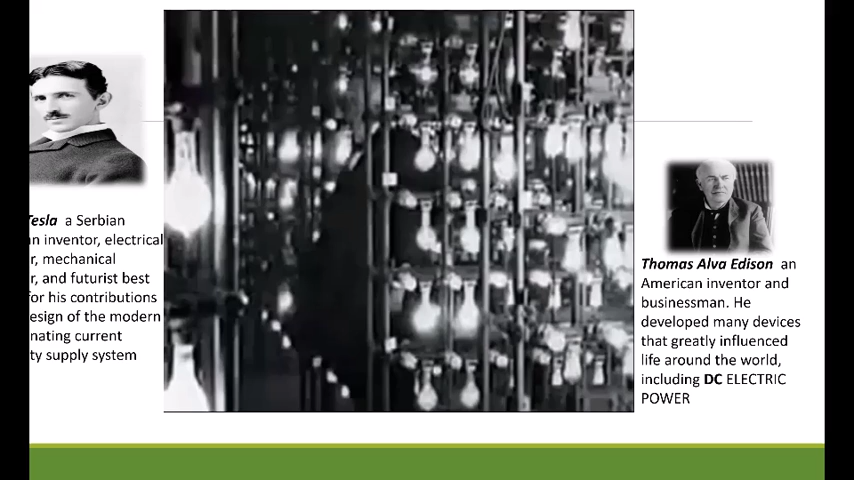 Tesla a Serbian
an inventor, electrical
r, mechanical
r, and futurist best
for his contributions
esign of the modern
nating current
ty supply system
Thomas Alva Edison an
American inventor and
businessman. He
developed many devices
that greatly influenced
life around the world,
including DC ELECTRIC
POWER